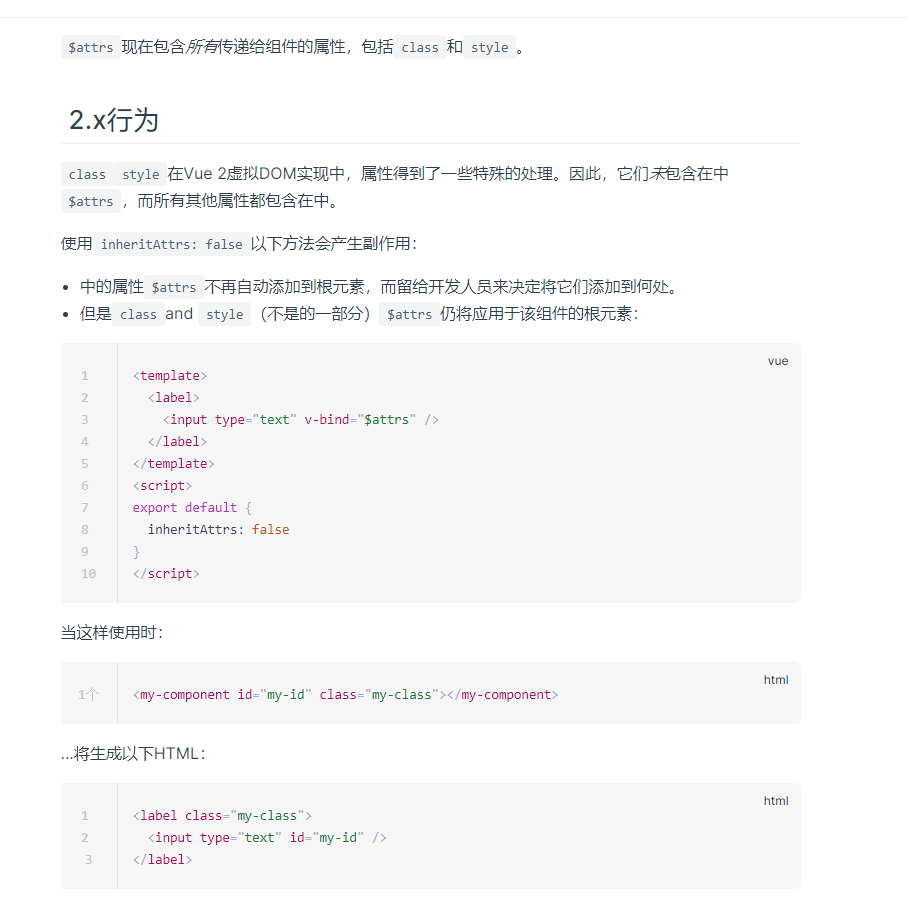 $attrs 现在包含所有传递给组件的属性，包括 class 和 style 。
2.x行为
class style 在Vue 2虚拟DOM实现中，属性得到了一些特殊的处理。因此，它们未包含在中
$attrs ，而所有其他属性都包含在中。
使用 inheritAttrs: false 以下方法会产生副作用：
• 中的属性 $attrs 不再自动添加到根元素，而留给开发人员来决定将它们添加到何处。
• 但是 class and style （不是的一部分） $attrs 仍将应用于该组件的根元素：
vue
1 <template>
2 <label>
3 <input type="text" v-bind="$attrs" />
4 </label>
5 </template>
6 <script>
7 export default {
8 inheritAttrs: false
9 }
10 </script>
当这样使用时：
html
1个 <my-component id="my-id" class="my-class"></my-component>
...将生成以下HTML：
html
1 <label class="my-class">
2 <input type="text" id="my-id" />
3 </label>